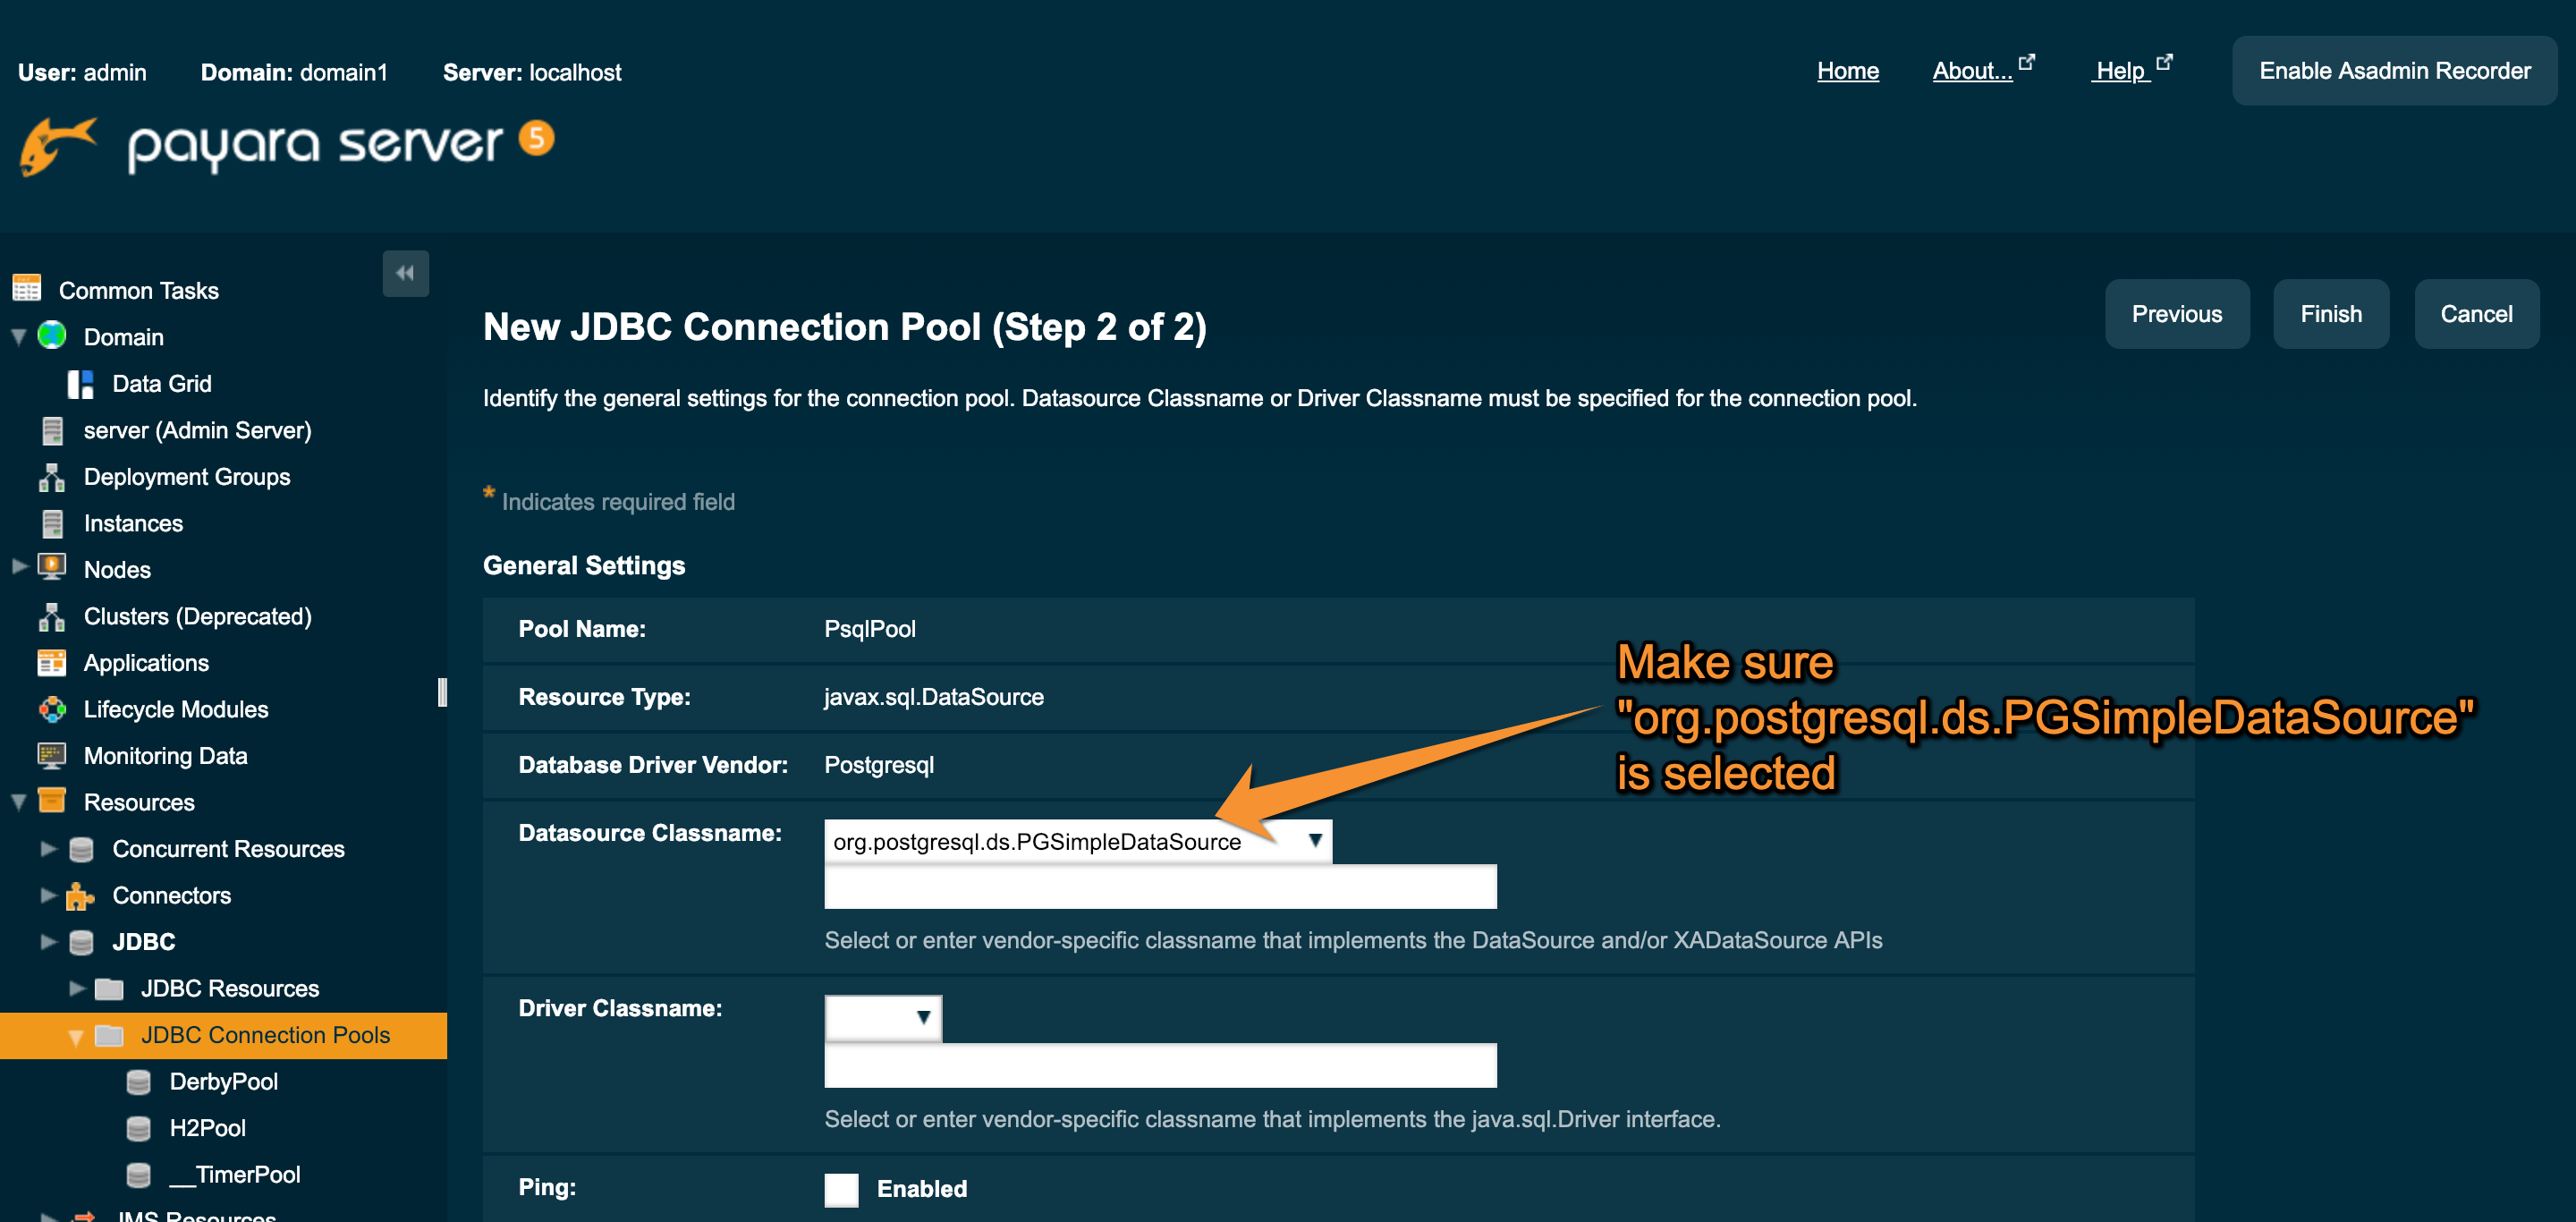 User: admin Domain: domain1 Server: localhost Home About... Help Enable Asadmin Recorder
payara server 5
Common Tasks
Domain
Data Grid
server (Admin Server)
Deployment Groups
Instances
Nodes
Clusters (Deprecated)
Applications
Lifecycle Modules
Monitoring Data
Resources
Concurrent Resources
Connectors
JDBC
JDBC Resources
JDBC Connection Pools
DerbyPool
H2Pool
__TimerPool
JMS Resources
New JDBC Connection Pool (Step 2 of 2)
Previous Finish Cancel
Identify the general settings for the connection pool. Datasource Classname or Driver Classname must be specified for the connection pool.
* Indicates required field
General Settings
Pool Name: PsqlPool
Resource Type: javax.sql.DataSource
Database Driver Vendor: Postgresql
Make sure
"org.postgresql.ds.PGSimpleDataSource"
is selected
Datasource Classname: org.postgresql.ds.PGSimpleDataSource
Select or enter vendor-specific classname that implements the DataSource and/or XADataSource APIs
Driver Classname:
Select or enter vendor-specific classname that implements the java.sql.Driver interface.
Ping: Enabled